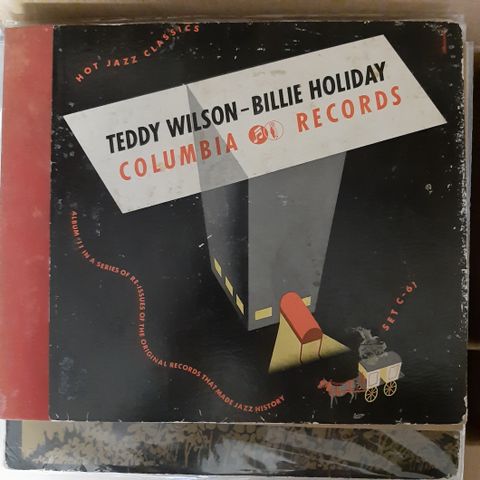 HOT JAZZ CLASSICS
TEDDY WILSON–BILLIE HOLIDAY
COLUMBIA RECORDS
ALBUM IN A SERIES OF RE-ISSUES OF THE ORIGINAL RECORDS THAT MADE JAZZ HISTORY
SET C-61